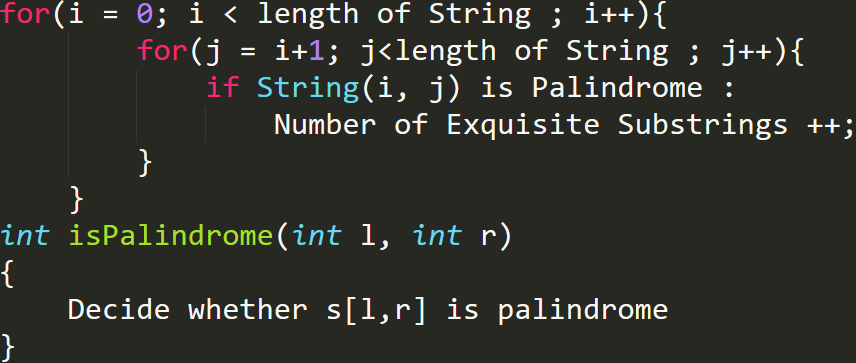 for(i = 0; i < length of String ; i++){
for(j = i+1; j<length of String ; j++){
if String(i, j) is Palindrome :
Number of Exquisite Substrings ++;
}
}
int isPalindrome(int l, int r)
{
Decide whether s[l,r] is palindrome
}